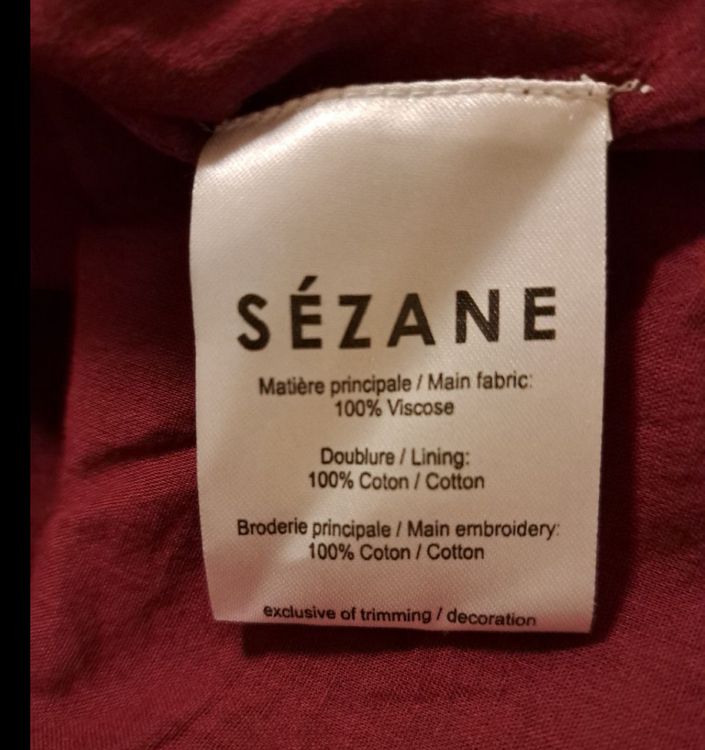 SÉZANE
Matière principale / Main fabric:
100% Viscose
Doublure / Lining:
100% Coton / Cotton
Broderie principale / Main embroidery:
100% Coton / Cotton
exclusive of trimming / decoration